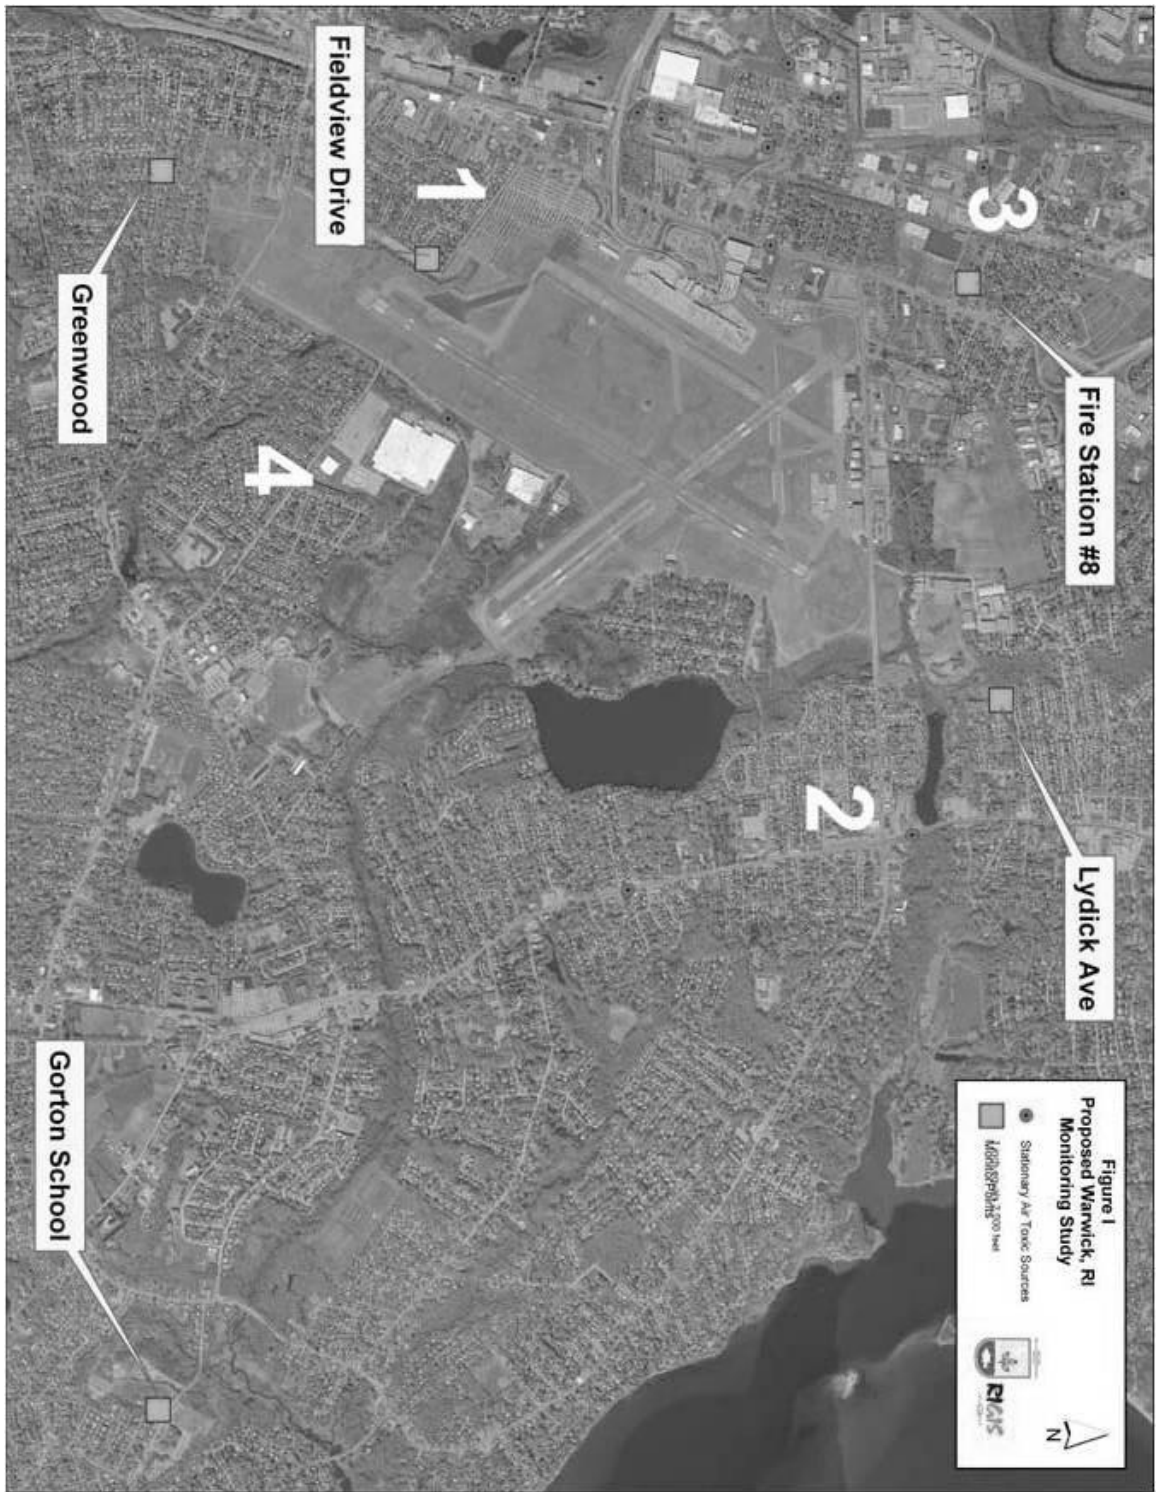 Fieldview Drive
1
3
Greenwood
Fire Station #8
4
2
Lydick Ave
Gorton School
Figure I
Proposed Warwick, RI
Monitoring Study
Stationary Air Toxic Sources
RIGIS
N